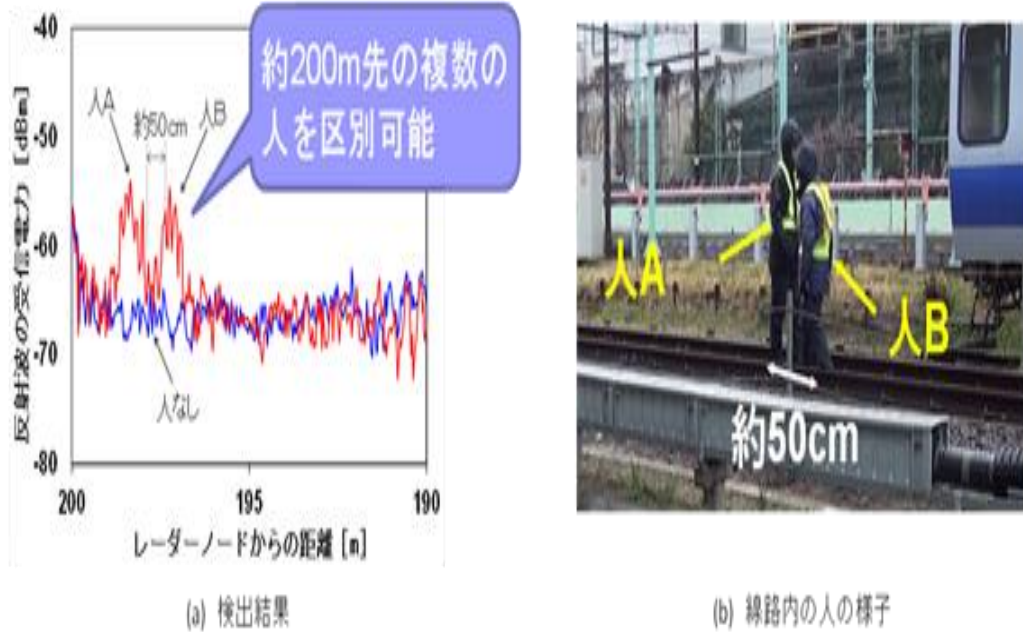 -40
-50
-60
-70
-80
反射波の受信電力 [dBm]
人A
約50cm
人B
約200m先の複数の
人を区別可能
人なし
200
195
190
レーダーノードからの距離 [m]
(a) 検出結果
人A
人B
約50cm
(b) 線路内の人の様子